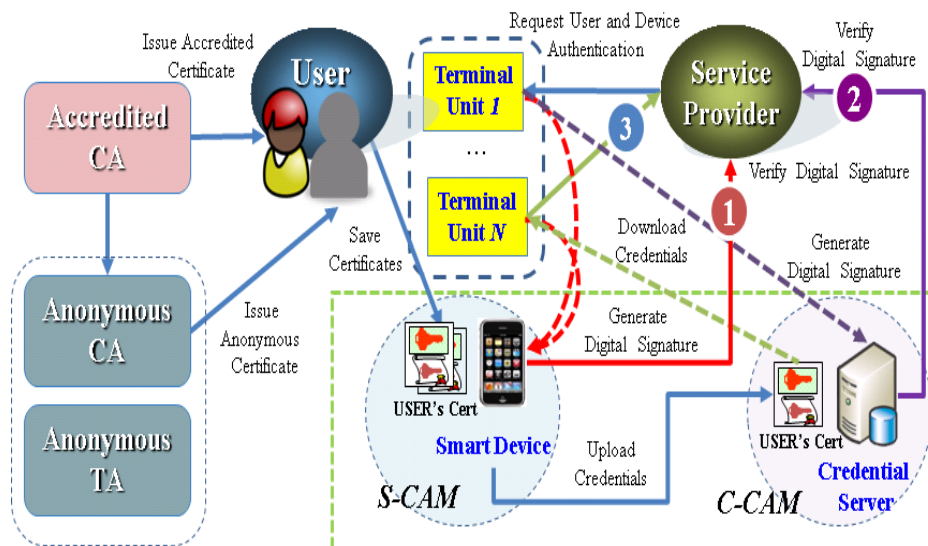 Issue Accredited
Certificate
User
Accredited
CA
Terminal
Unit 1
...
Terminal
Unit N
Request User and Device
Authentication
Service
Provider
Verify
Digital Signature
2
3
1
Verify Digital Signature
Save
Certificates
Download
Credentials
Generate
Digital Signature
Anonymous
CA
Issue
Anonymous
Certificate
Anonymous
TA
Generate
Digital Signature
USER's Cert
Smart Device
S-CAM
Upload
Credentials
USER's Cert
Credential
Server
C-CAM